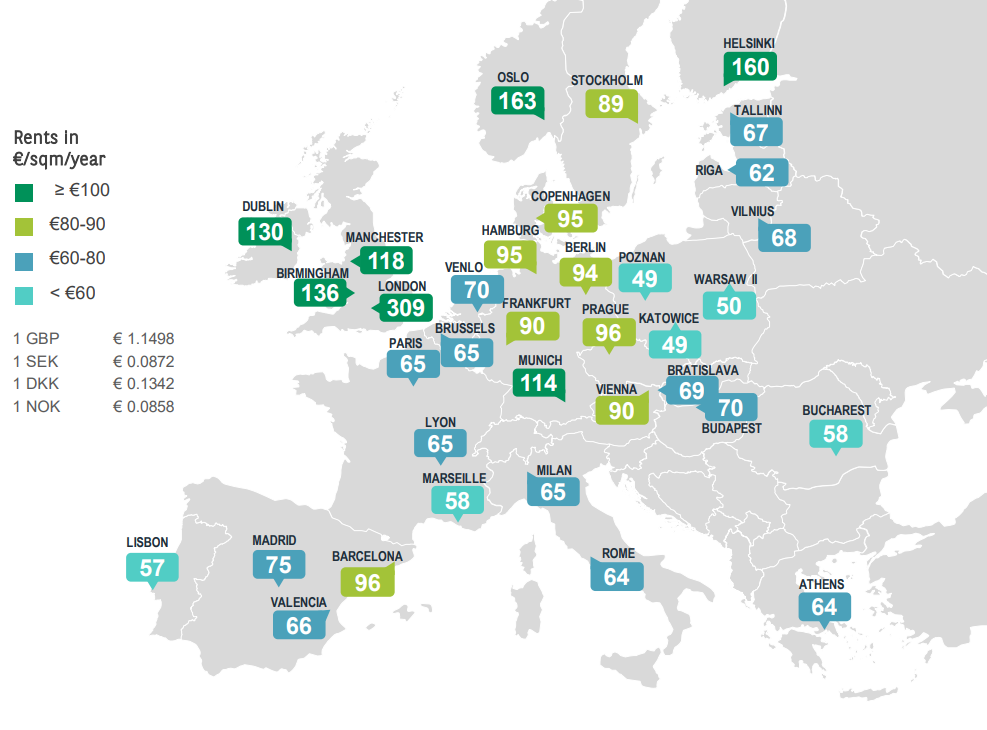 HELSINKI
160
OSLO
163
STOCKHOLM
89
TALLINN
67
Rents in
€/sqm/year
≥ €100
€80-90
€60-80
< €60
RIGA
62
COPENHAGEN
95
DUBLIN
130
VILNIUS
68
HAMBURG
95
MANCHESTER
118
BERLIN
94
POZNAN
49
VENLO
70
BIRMINGHAM
136
WARSAW II
50
LONDON
309
FRANKFURT
90
PRAGUE
96
KATOWICE
49
BRUSSELS
65
1 GBP € 1.1498
1 SEK € 0.0872
1 DKK € 0.1342
1 NOK € 0.0858
PARIS
65
MUNICH
114
BRATISLAVA
69
VIENNA
90
70
BUDAPEST
BUCHAREST
58
LYON
65
MILAN
65
MARSEILLE
58
LISBON
57
MADRID
75
BARCELONA
96
ROME
64
ATHENS
64
VALENCIA
66